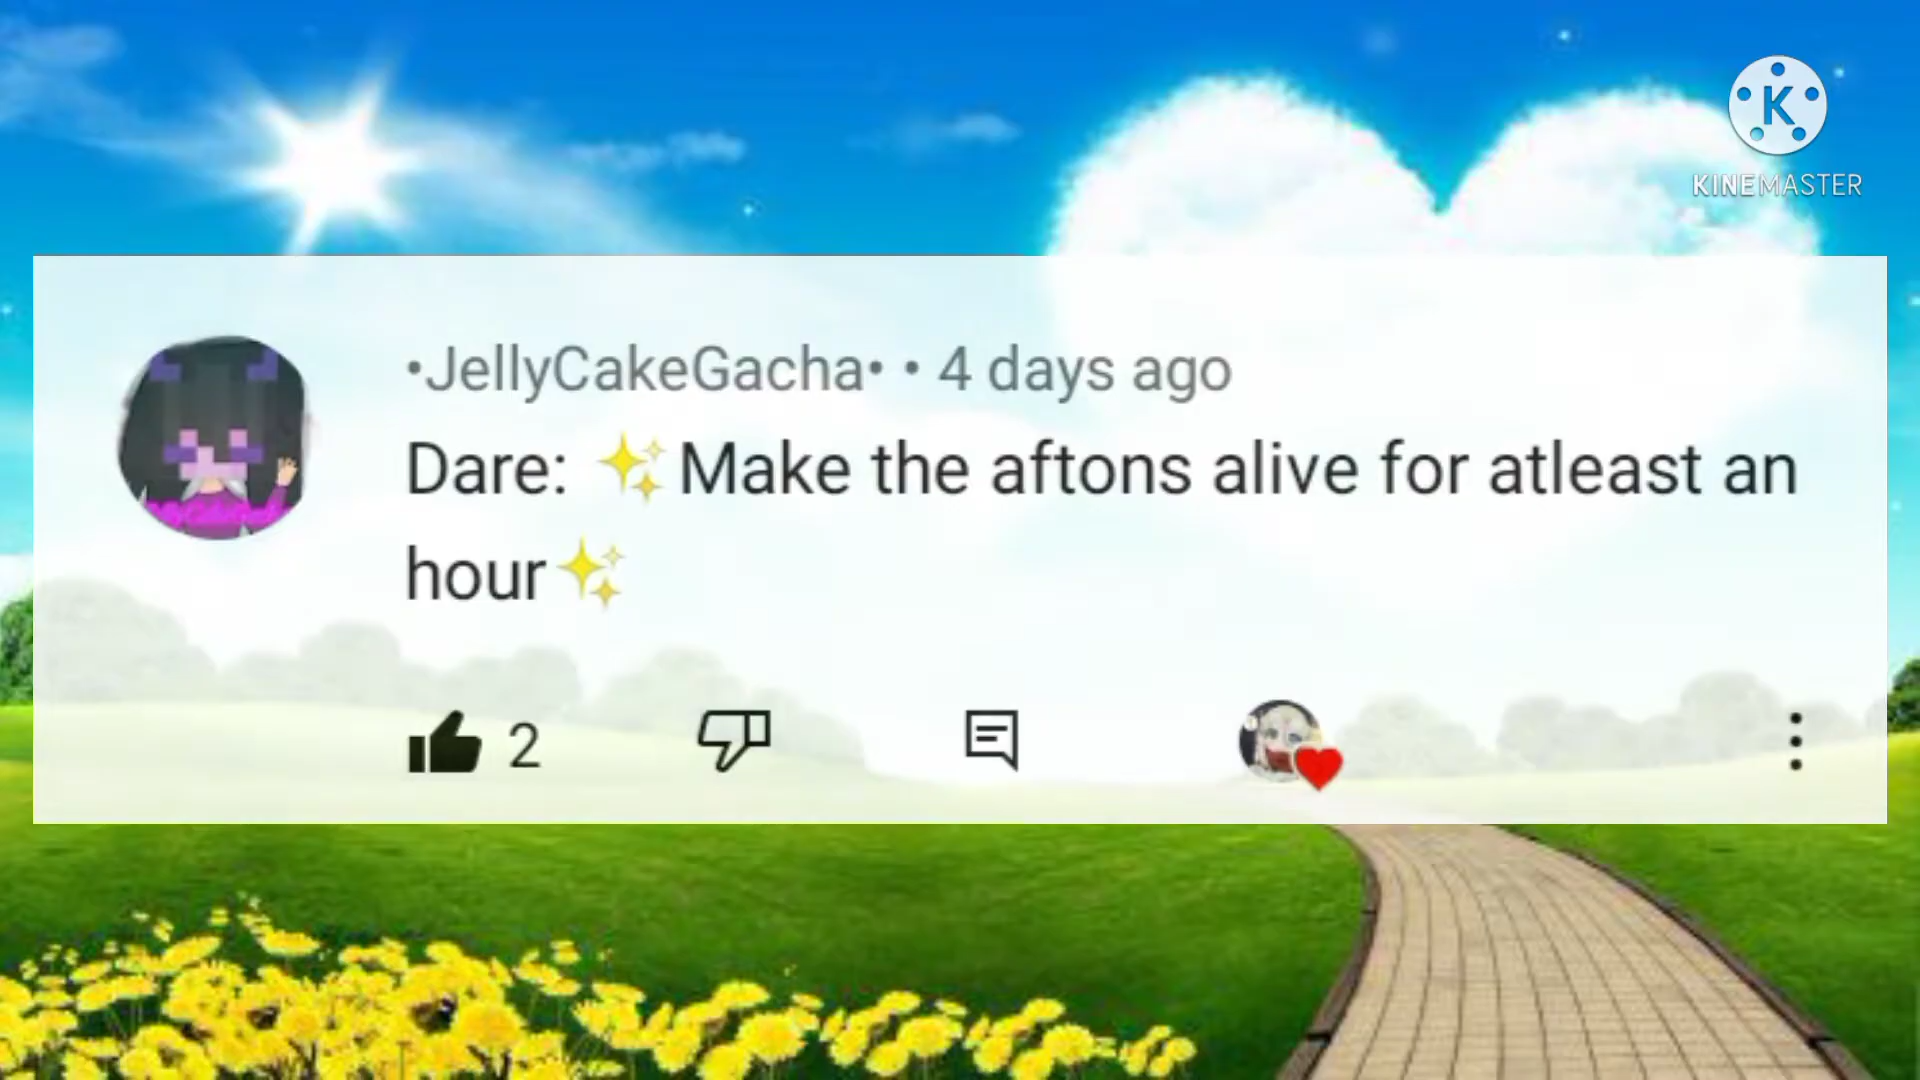 K
KINEMASTER
•JellyCakeGacha• • 4 days ago
Dare: ✨Make the aftons alive for atleast an
hour✨
2